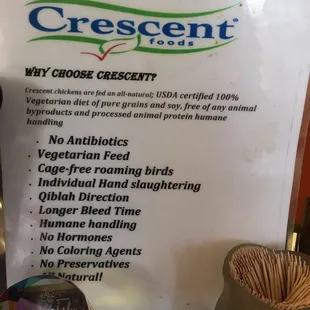 Crescent®
foods
WHY CHOOSE CRESCENT?
Crescent chickens are fed an all-natural; USDA certified 100%
Vegetarian diet of pure grains and soy, free of any animal
byproducts and processed animal protein humane
handling
. No Antibiotics
. Vegetarian Feed
. Cage-free roaming birds
. Individual Hand slaughtering
. Qiblah Direction
. Longer Bleed Time
. Humane handling
. No Hormones
. No Coloring Agents
. No Preservatives
All Natural!